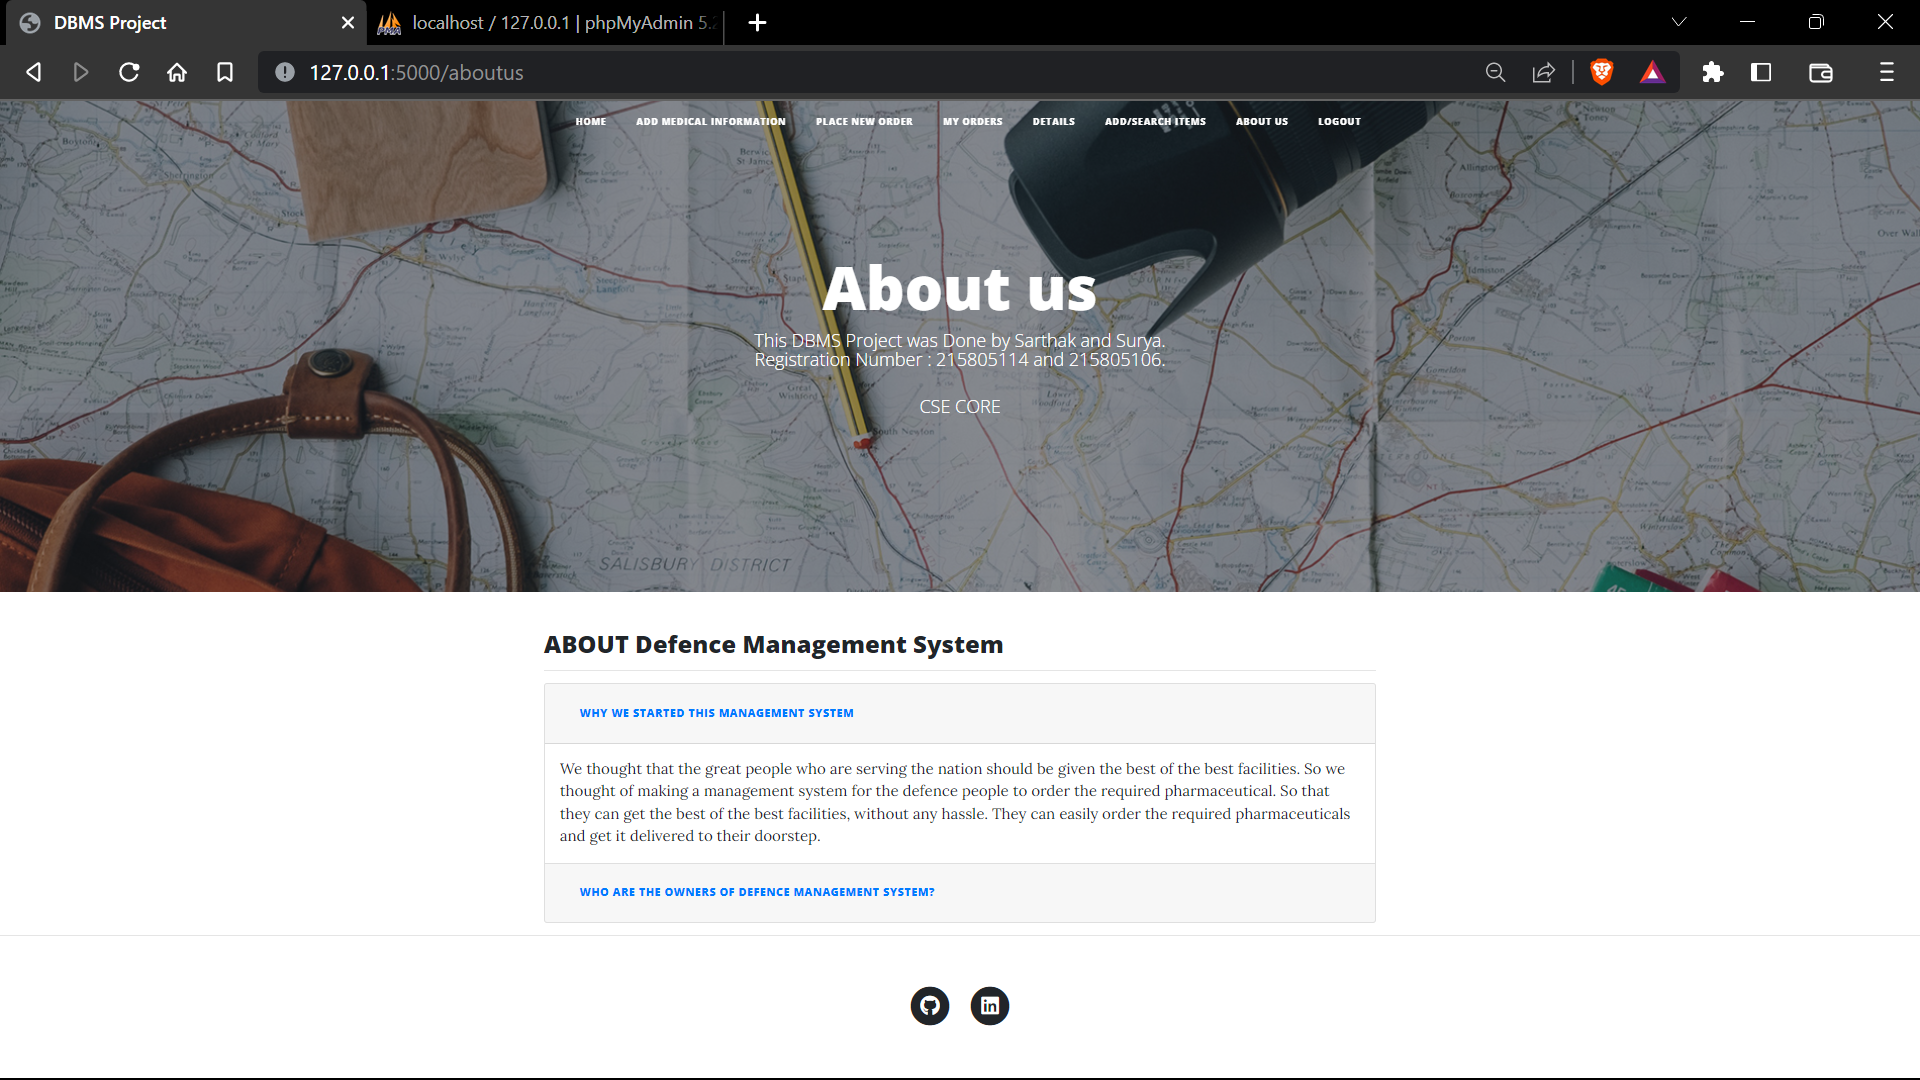 DBMS Project
localhost / 127.0.0.1 | phpMyAdmin 5.2
127.0.0.1:5000/aboutus
HOME ADD MEDICAL INFORMATION PLACE NEW ORDER MY ORDERS DETAILS ADD/SEARCH ITEMS ABOUT US LOGOUT
About us
This DBMS Project was Done by Sarthak and Surya.
Registration Number : 215805114 and 215805106.
CSE CORE
SALISBURY DISTRICT
ABOUT Defence Management System
WHY WE STARTED THIS MANAGEMENT SYSTEM
We thought that the great people who are serving the nation should be given the best of the best facilities. So we
thought of making a management system for the defence people to order the required pharmaceutical. So that
they can get the best of the best facilities, without any hassle. They can easily order the required pharmaceuticals
and get it delivered to their doorstep.
WHO ARE THE OWNERS OF DEFENCE MANAGEMENT SYSTEM?
in